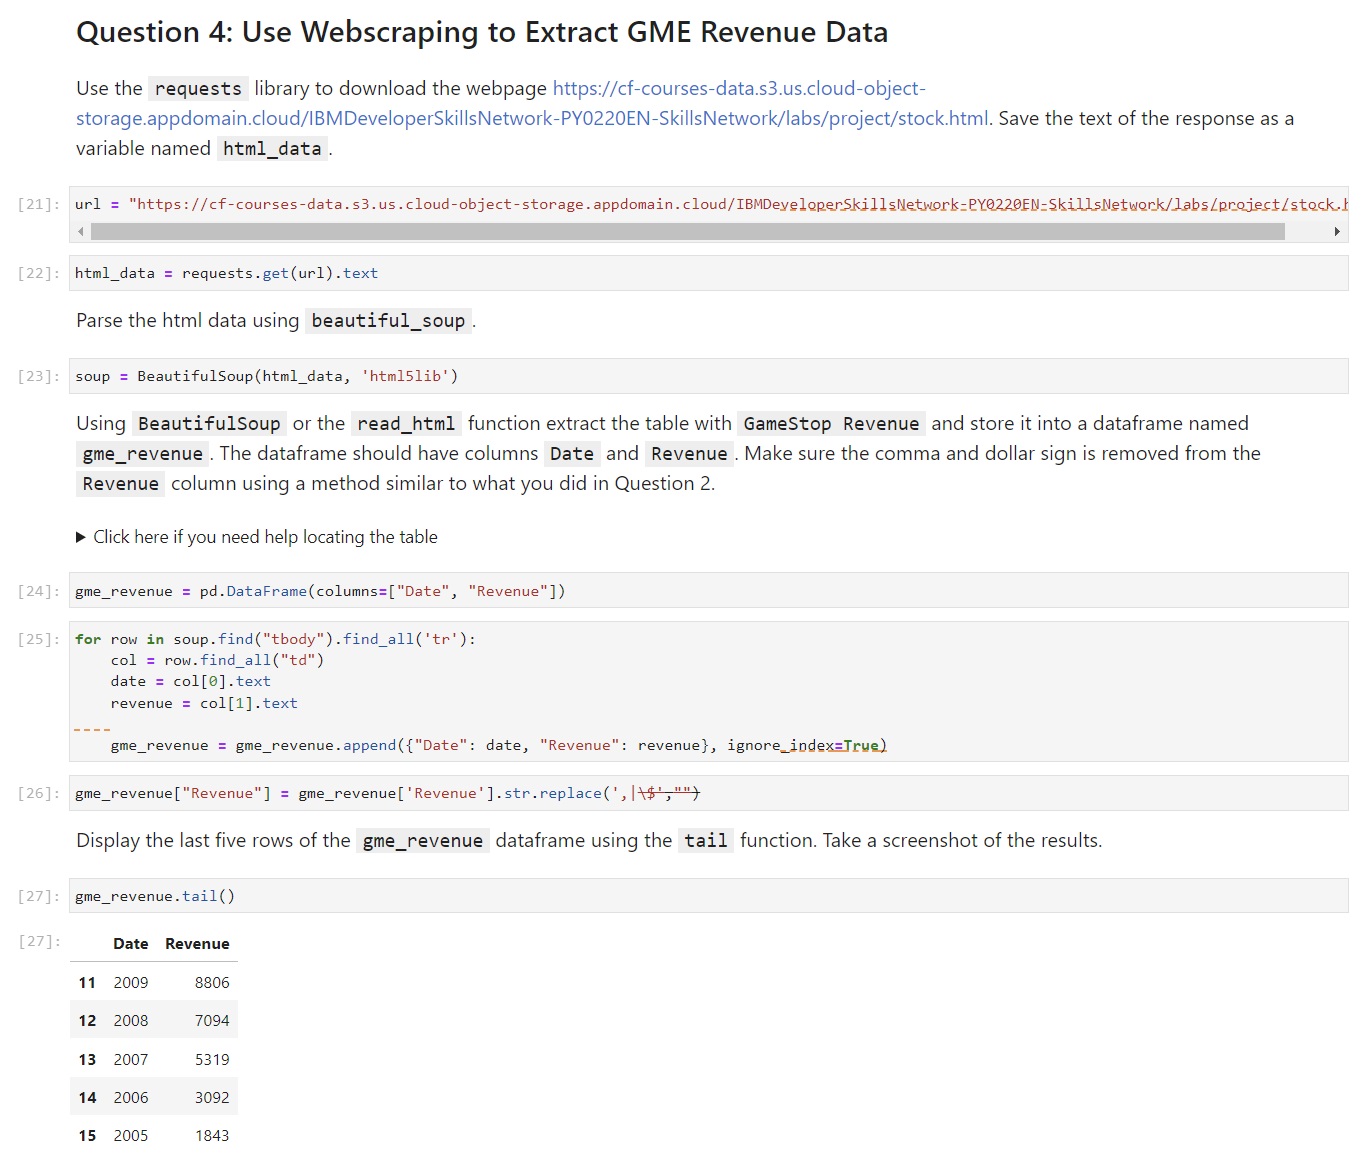 Question 4: Use Webscraping to Extract GME Revenue Data
Use the requests library to download the webpage https://cf-courses-data.s3.us.cloud-object-
storage.appdomain.cloud/IBMDeveloperSkillsNetwork-PY0220EN-SkillsNetwork/labs/project/stock.html. Save the text of the response as a
variable named html_data.
[21]: url = "https://cf-courses-data.s3.us.cloud-object-storage.appdomain.cloud/IBMDeveloperSkillsNetwork-PY0220EN-SkillsNetwork/labs/project/stock.h
[22]: html_data = requests.get(url).text
Parse the html data using beautiful_soup.
[23]: soup = BeautifulSoup(html_data, 'html5lib')
Using BeautifulSoup or the read_html function extract the table with GameStop Revenue and store it into a dataframe named
gme_revenue. The dataframe should have columns Date and Revenue. Make sure the comma and dollar sign is removed from the
Revenue column using a method similar to what you did in Question 2.
Click here if you need help locating the table
[24]: gme_revenue = pd.DataFrame(columns=["Date", "Revenue"])
[25]: for row in soup.find("tbody").find_all('tr'):
col = row.find_all("td")
date = col[0].text
revenue = col[1].text
gme_revenue = gme_revenue.append({"Date": date, "Revenue": revenue}, ignore_index=True)
[26]: gme_revenue["Revenue"] = gme_revenue['Revenue'].str.replace(',|\$',"")
Display the last five rows of the gme_revenue dataframe using the tail function. Take a screenshot of the results.
[27]: gme_revenue.tail()
[27]: Date Revenue
11 2009 8806
12 2008 7094
13 2007 5319
14 2006 3092
15 2005 1843